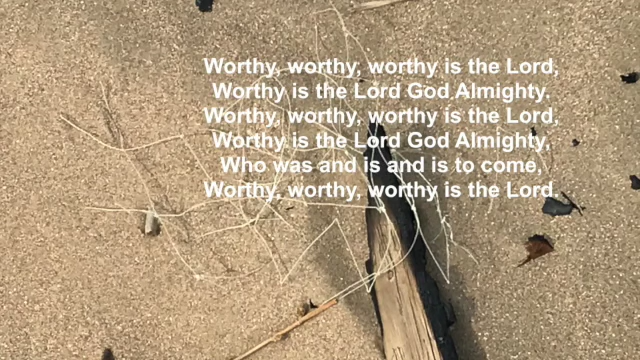 Worthy, worthy, worthy is the Lord,
Worthy is the Lord God Almighty.
Worthy, worthy, worthy is the Lord,
Worthy is the Lord God Almighty,
Who was and is and is to come,
Worthy, worthy, worthy is the Lord.